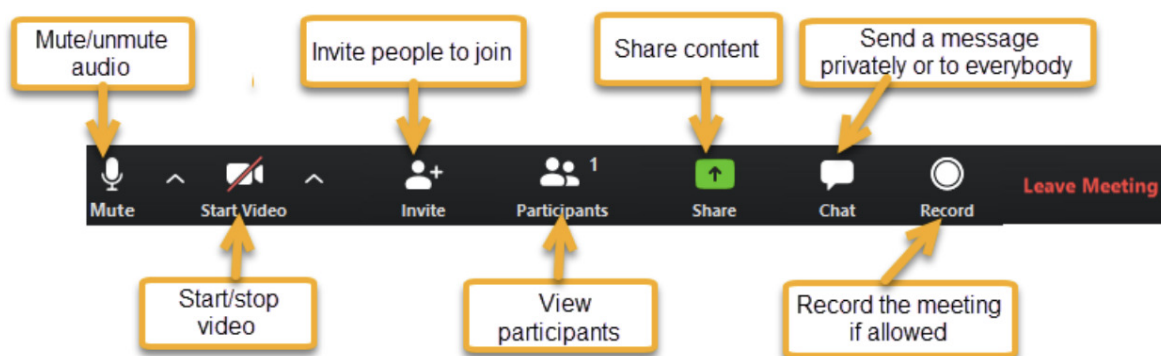 Mute/unmute
audio
Invite people to join
Share content
Send a message
privately or to everybody
1
Mute
Start Video
Invite
Participants
Share
Chat
Record
Leave Meeting
Start/stop
video
View
participants
Record the meeting
if allowed